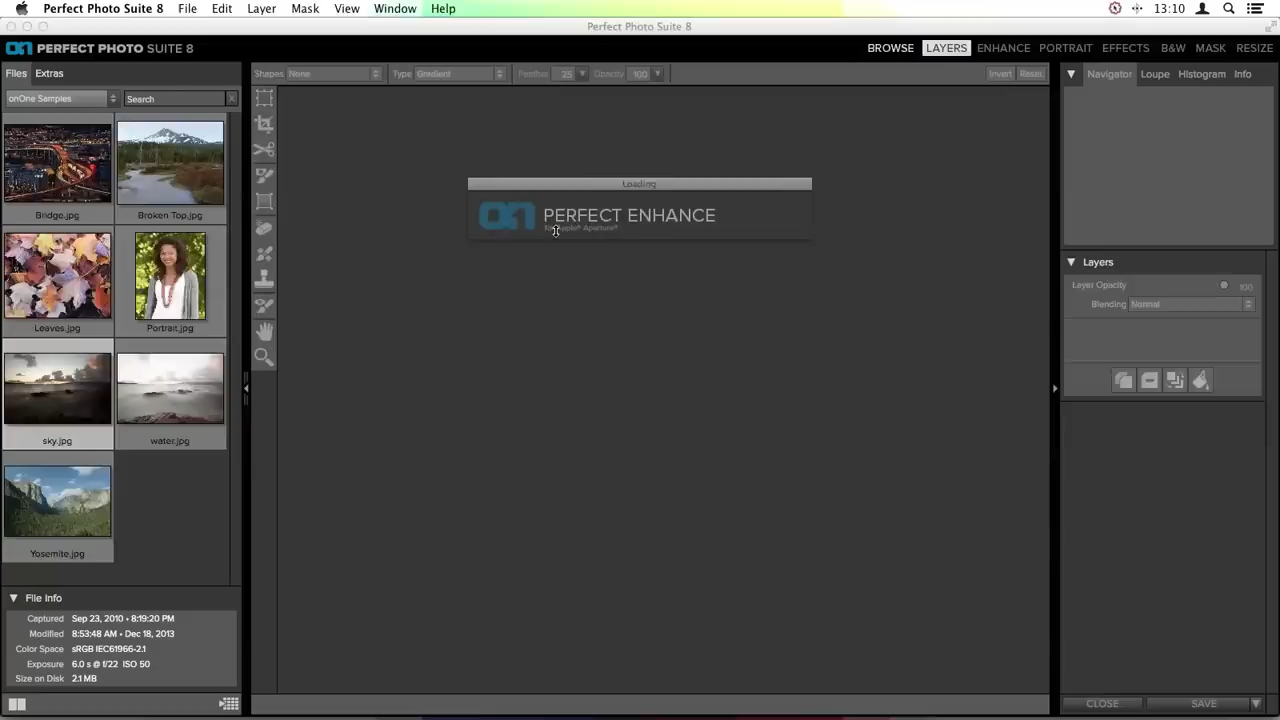 Perfect Photo Suite 8 File Edit Layer Mask View Window Help 13:10
Perfect Photo Suite 8
on PERFECT PHOTO SUITE 8 BROWSE LAYERS ENHANCE PORTRAIT EFFECTS B&W MASK RESIZE
Files Extras
Shapes None Type Gradient Feather 25 Opacity 100 Invert Reset
Navigator Loupe Histogram Info
onOne Samples Search
Bridge.jpg Broken Top.jpg
Loading
on PERFECT ENHANCE
Apple® Aperture®
Layers
Layer Opacity 100
Blending Normal
Leaves.jpg Portrait.jpg
sky.jpg water.jpg
Yosemite.jpg
File Info
Captured Sep 23, 2010 • 8:19:20 PM
Modified 8:53:48 AM • Dec 18, 2013
Color Space sRGB IEC61966-2.1
Exposure 6.0 s @ f/22 ISO 50
Size on Disk 2.1 MB
CLOSE SAVE